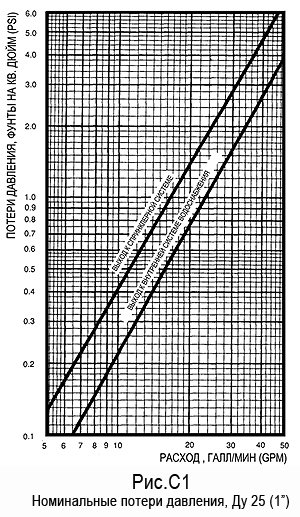 ПОТЕРИ ДАВЛЕНИЯ, ФУНТЫ НА КВ. ДЮЙМ (PSI)
6.0
5.0
4.0
3.0
2.0
1.0
0.9
0.8
0.7
0.6
0.5
0.4
0.3
0.2
0.1
ВЫХОД К СПРИНКЛЕРНОЙ СИСТЕМЕ
ВЫХОД К ВНУТРЕННЕЙ СИСТЕМЕ ВОДОСНАБЖЕНИЯ
5 6 7 8 9 10 20 30 40 50
РАСХОД , ГАЛЛ/МИН (GPM)
Рис.С1
Номинальные потери давления, Ду 25 (1")